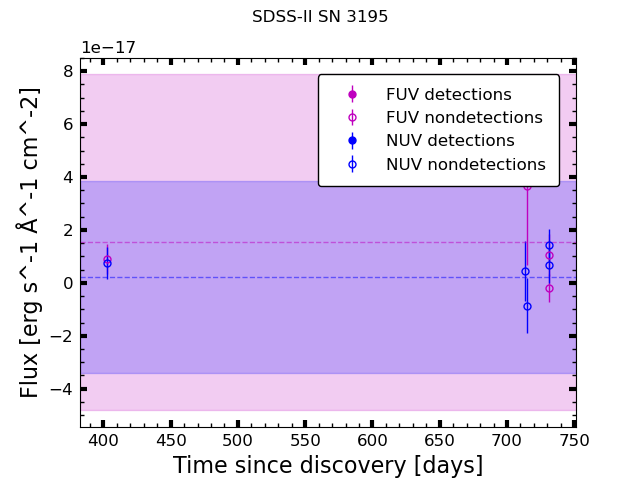 SDSS-II SN 3195
1e−17
8
6
4
2
0
−2
−4
Flux [erg s^-1 Å^-1 cm^-2]
FUV detections
FUV nondetections
NUV detections
NUV nondetections
400 450 500 550 600 650 700 750
Time since discovery [days]